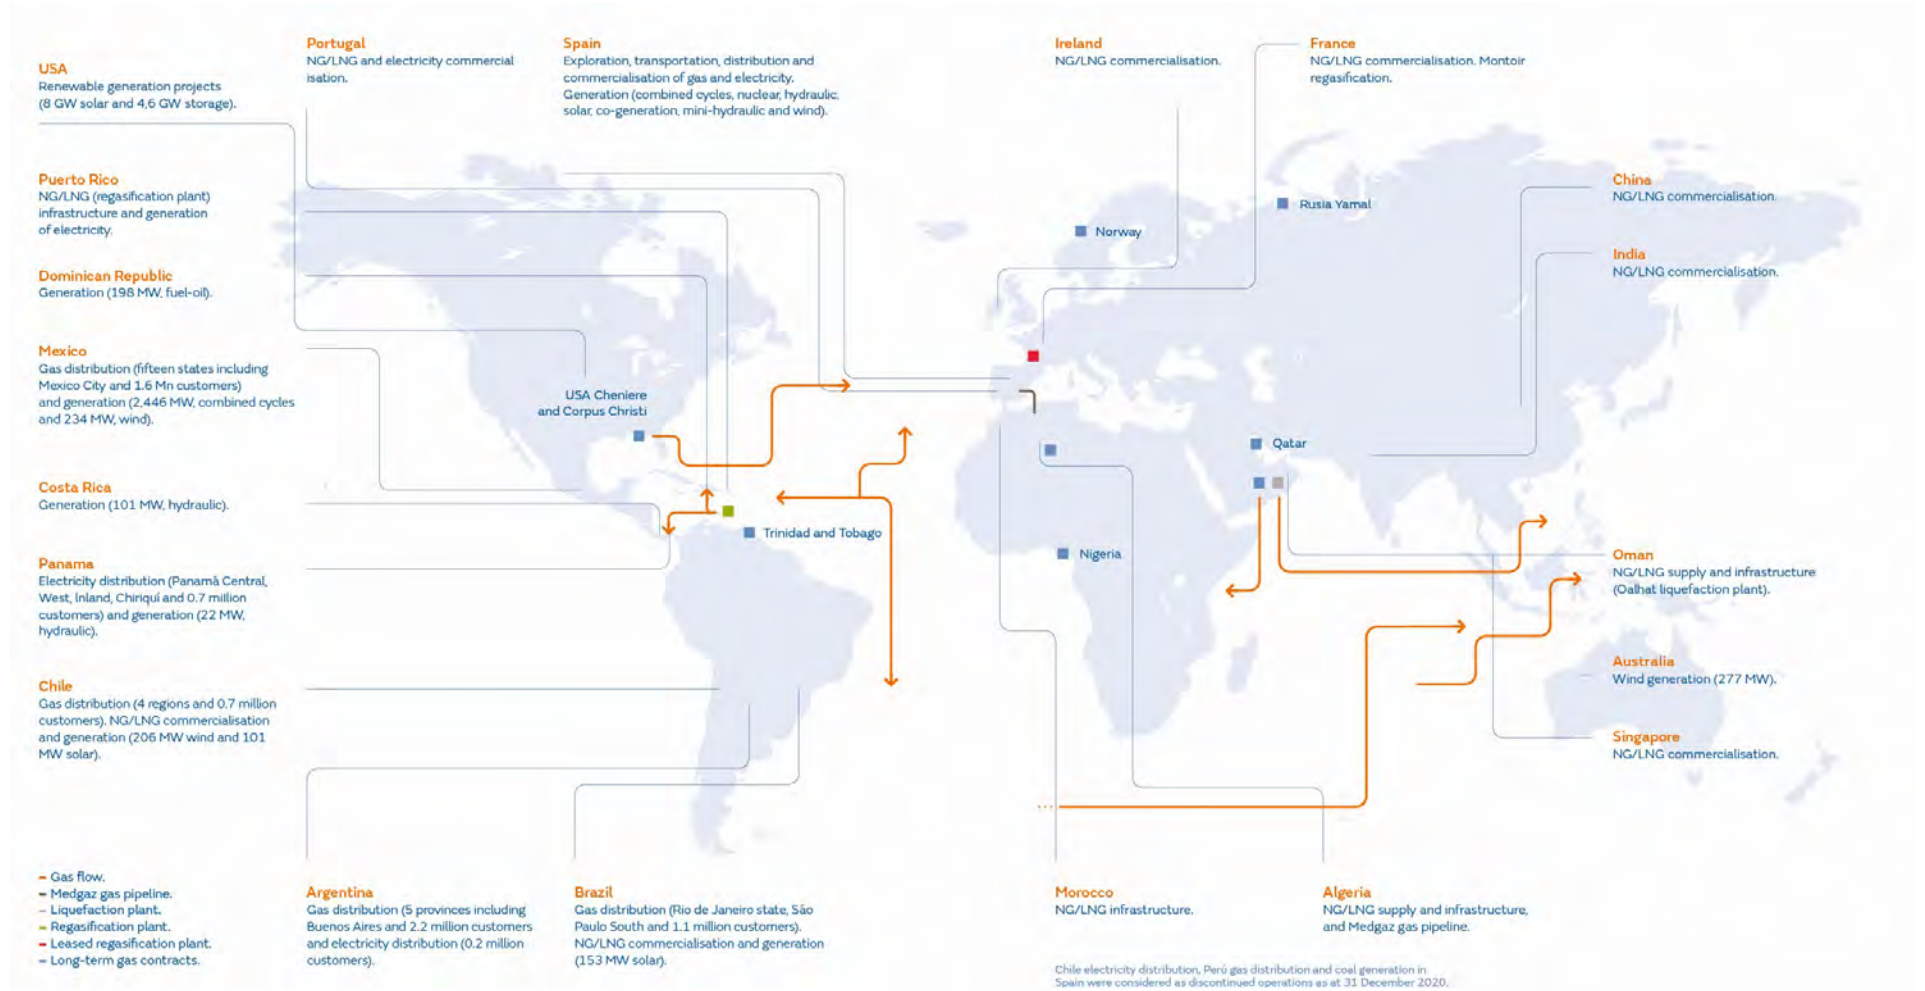 USA
Renewable generation projects
(8 GW solar and 4,6 GW storage).
Portugal
NG/LNG and electricity commercial
isation.
Spain
Exploration, transportation, distribution and
commercialisation of gas and electricity.
Generation (combined cycles, nuclear, hydraulic,
solar, co-generation, mini-hydraulic and wind).
Ireland
NG/LNG commercialisation.
France
NG/LNG commercialisation. Montoir
regasification.
Puerto Rico
NG/LNG (regasification plant)
infrastructure and generation
of electricity.
Dominican Republic
Generation (198 MW, fuel-oil).
Mexico
Gas distribution (fifteen states including
Mexico City and 1.6 Mn customers)
and generation (2,446 MW, combined cycles
and 234 MW, wind).
Costa Rica
Generation (101 MW, hydraulic).
Panama
Electricity distribution (Panamá Central,
West, Inland, Chiriquí and 0.7 million
customers) and generation (22 MW,
hydraulic).
Chile
Gas distribution (4 regions and 0.7 million
customers). NG/LNG commercialisation
and generation (206 MW wind and 101
MW solar).
USA Cheniere
and Corpus Christi
Trinidad and Tobago
Norway
Rusia Yamal
Qatar
Nigeria
China
NG/LNG commercialisation.
India
NG/LNG commercialisation.
Oman
NG/LNG supply and infrastructure
(Oalhat liquefaction plant).
Australia
Wind generation (277 MW).
Singapore
NG/LNG commercialisation.
Gas flow.
Medgaz gas pipeline.
Liquefaction plant.
Regasification plant.
Leased regasification plant.
Long-term gas contracts.
Argentina
Gas distribution (5 provinces including
Buenos Aires and 2.2 million customers
and electricity distribution (0.2 million
customers).
Brazil
Gas distribution (Rio de Janeiro state, São
Paulo South and 1.1 million customers).
NG/LNG commercialisation and generation
(153 MW solar).
Morocco
NG/LNG infrastructure.
Algeria
NG/LNG supply and infrastructure,
and Medgaz gas pipeline.
Chile electricity distribution, Perú gas distribution and coal generation in
Spain were considered as discontinued operations as at 31 December 2020.